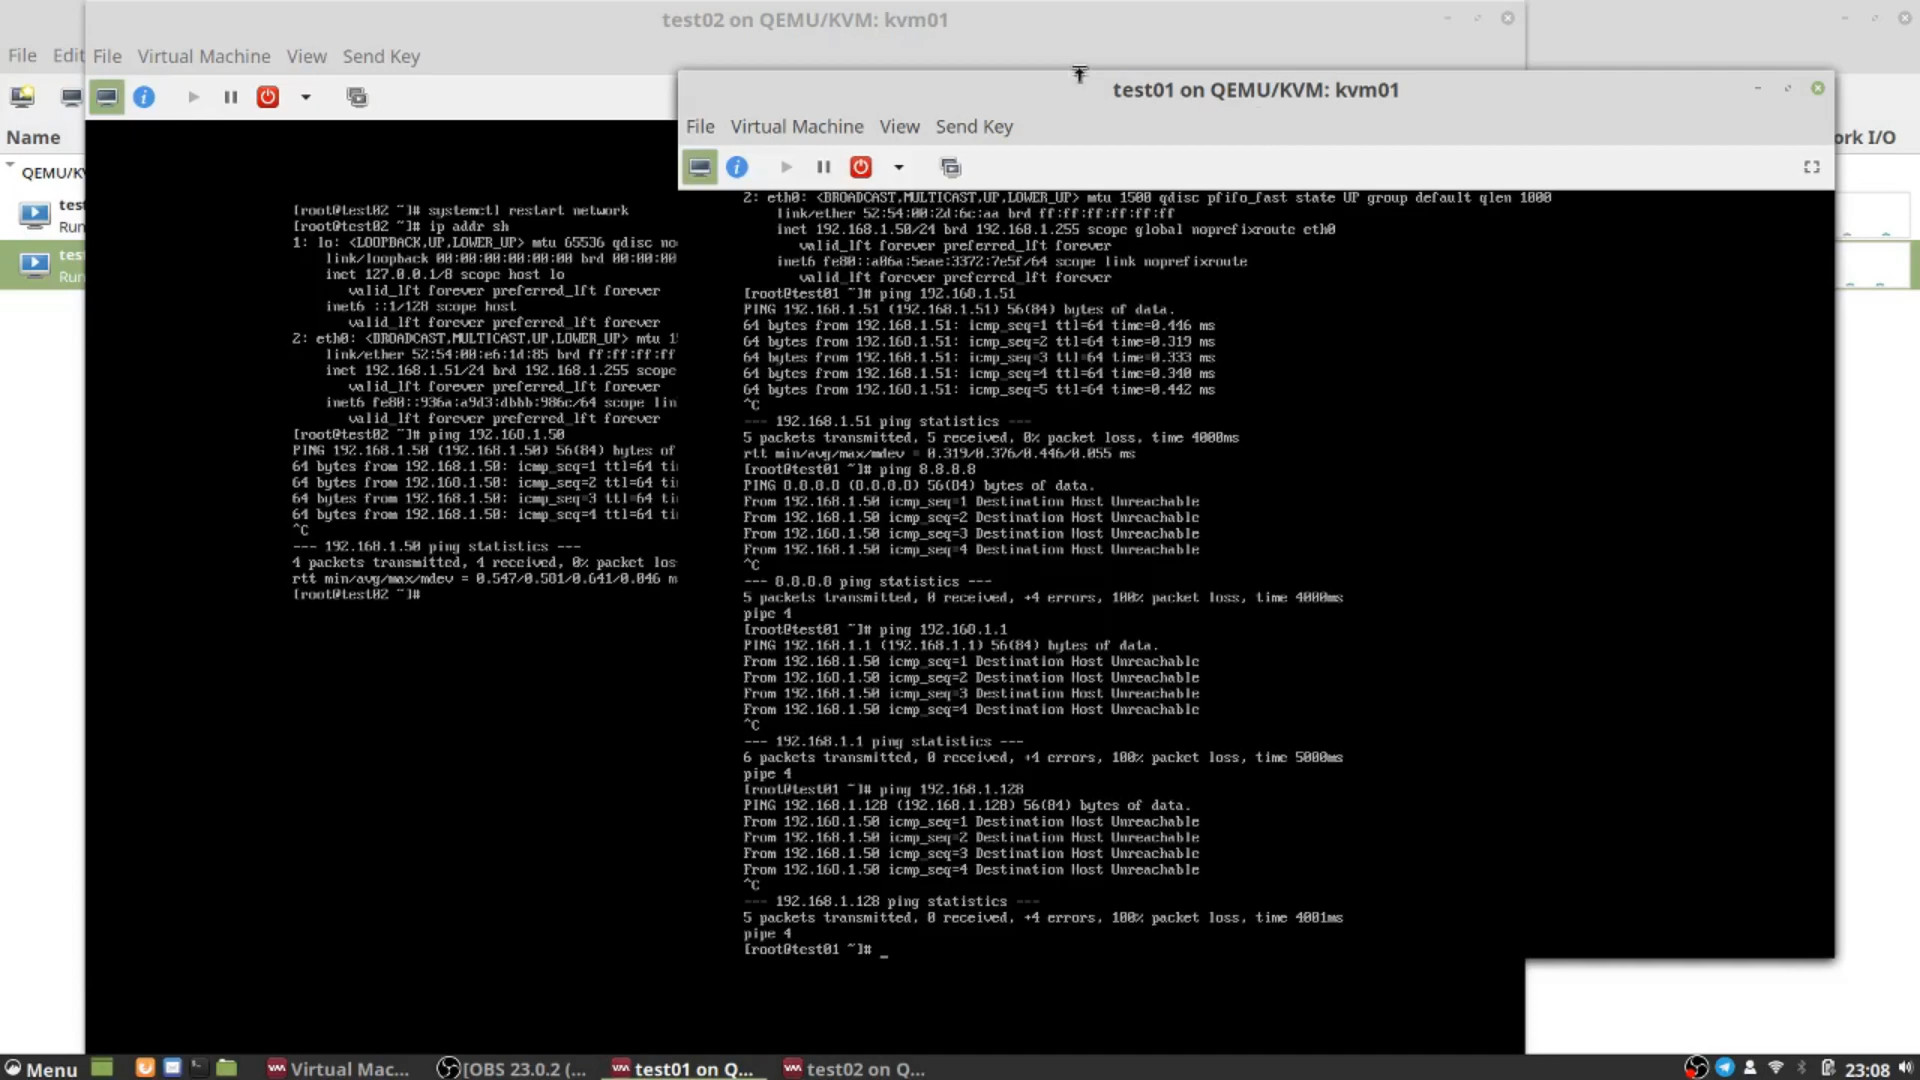 test02 on QEMU/KVM: kvm01
File Edit
File Virtual Machine View Send Key
Name
QEMU/KV
tes
Run
tes
Run
ork I/O
[root@test02 ~]# systemctl restart network
[root@test02 ~]# ip addr sh
1: lo: <LOOPBACK,UP,LOWER_UP> mtu 65536 qdisc no
link/loopback 00:00:00:00:00:00 brd 00:00:00
inet 127.0.0.1/8 scope host lo
valid_lft forever preferred_lft forever
inet6 ::1/128 scope host
valid_lft forever preferred_lft forever
2: eth0: <BROADCAST,MULTICAST,UP,LOWER_UP> mtu 1
link/ether 52:54:00:e6:1d:85 brd ff:ff:ff:ff
inet 192.168.1.51/24 brd 192.168.1.255 scope
valid_lft forever preferred_lft forever
inet6 fe80::936a:a9d3:dbbb:986c/64 scope lin
valid_lft forever preferred_lft forever
[root@test02 ~]# ping 192.168.1.50
PING 192.168.1.50 (192.168.1.50) 56(84) bytes of
64 bytes from 192.168.1.50: icmp_seq=1 ttl=64 ti
64 bytes from 192.168.1.50: icmp_seq=2 ttl=64 ti
64 bytes from 192.168.1.50: icmp_seq=3 ttl=64 ti
64 bytes from 192.168.1.50: icmp_seq=4 ttl=64 ti
^C
--- 192.168.1.50 ping statistics ---
4 packets transmitted, 4 received, 0% packet los
rtt min/avg/max/mdev = 0.547/0.581/0.641/0.046 m
[root@test02 ~]#
test01 on QEMU/KVM: kvm01
File Virtual Machine View Send Key
2: eth0: <BROADCAST,MULTICAST,UP,LOWER_UP> mtu 1500 qdisc pfifo_fast state UP group default qlen 1000
link/ether 52:54:00:2d:6c:aa brd ff:ff:ff:ff:ff:ff
inet 192.168.1.50/24 brd 192.168.1.255 scope global noprefixroute eth0
valid_lft forever preferred_lft forever
inet6 fe80::a06a:5eae:3372:7e5f/64 scope link noprefixroute
valid_lft forever preferred_lft forever
[root@test01 ~]# ping 192.168.1.51
PING 192.168.1.51 (192.168.1.51) 56(84) bytes of data.
64 bytes from 192.168.1.51: icmp_seq=1 ttl=64 time=0.446 ms
64 bytes from 192.168.1.51: icmp_seq=2 ttl=64 time=0.319 ms
64 bytes from 192.168.1.51: icmp_seq=3 ttl=64 time=0.333 ms
64 bytes from 192.168.1.51: icmp_seq=4 ttl=64 time=0.340 ms
64 bytes from 192.168.1.51: icmp_seq=5 ttl=64 time=0.442 ms
^C
--- 192.168.1.51 ping statistics ---
5 packets transmitted, 5 received, 0% packet loss, time 4000ms
rtt min/avg/max/mdev = 0.319/0.376/0.446/0.055 ms
[root@test01 ~]# ping 8.8.8.8
PING 8.8.8.8 (8.8.8.8) 56(84) bytes of data.
From 192.168.1.50 icmp_seq=1 Destination Host Unreachable
From 192.168.1.50 icmp_seq=2 Destination Host Unreachable
From 192.168.1.50 icmp_seq=3 Destination Host Unreachable
From 192.168.1.50 icmp_seq=4 Destination Host Unreachable
^C
--- 8.8.8.8 ping statistics ---
5 packets transmitted, 0 received, +4 errors, 100% packet loss, time 4000ms
pipe 4
[root@test01 ~]# ping 192.168.1.1
PING 192.168.1.1 (192.168.1.1) 56(84) bytes of data.
From 192.168.1.50 icmp_seq=1 Destination Host Unreachable
From 192.168.1.50 icmp_seq=2 Destination Host Unreachable
From 192.168.1.50 icmp_seq=3 Destination Host Unreachable
From 192.168.1.50 icmp_seq=4 Destination Host Unreachable
^C
--- 192.168.1.1 ping statistics ---
6 packets transmitted, 0 received, +4 errors, 100% packet loss, time 5000ms
pipe 4
[root@test01 ~]# ping 192.168.1.128
PING 192.168.1.128 (192.168.1.128) 56(84) bytes of data.
From 192.168.1.50 icmp_seq=1 Destination Host Unreachable
From 192.168.1.50 icmp_seq=2 Destination Host Unreachable
From 192.168.1.50 icmp_seq=3 Destination Host Unreachable
From 192.168.1.50 icmp_seq=4 Destination Host Unreachable
^C
--- 192.168.1.128 ping statistics ---
5 packets transmitted, 0 received, +4 errors, 100% packet loss, time 4001ms
pipe 4
[root@test01 ~]# _
Menu Virtual Mac... [OBS 23.0.2 (... test01 on Q... test02 on Q... 23:08